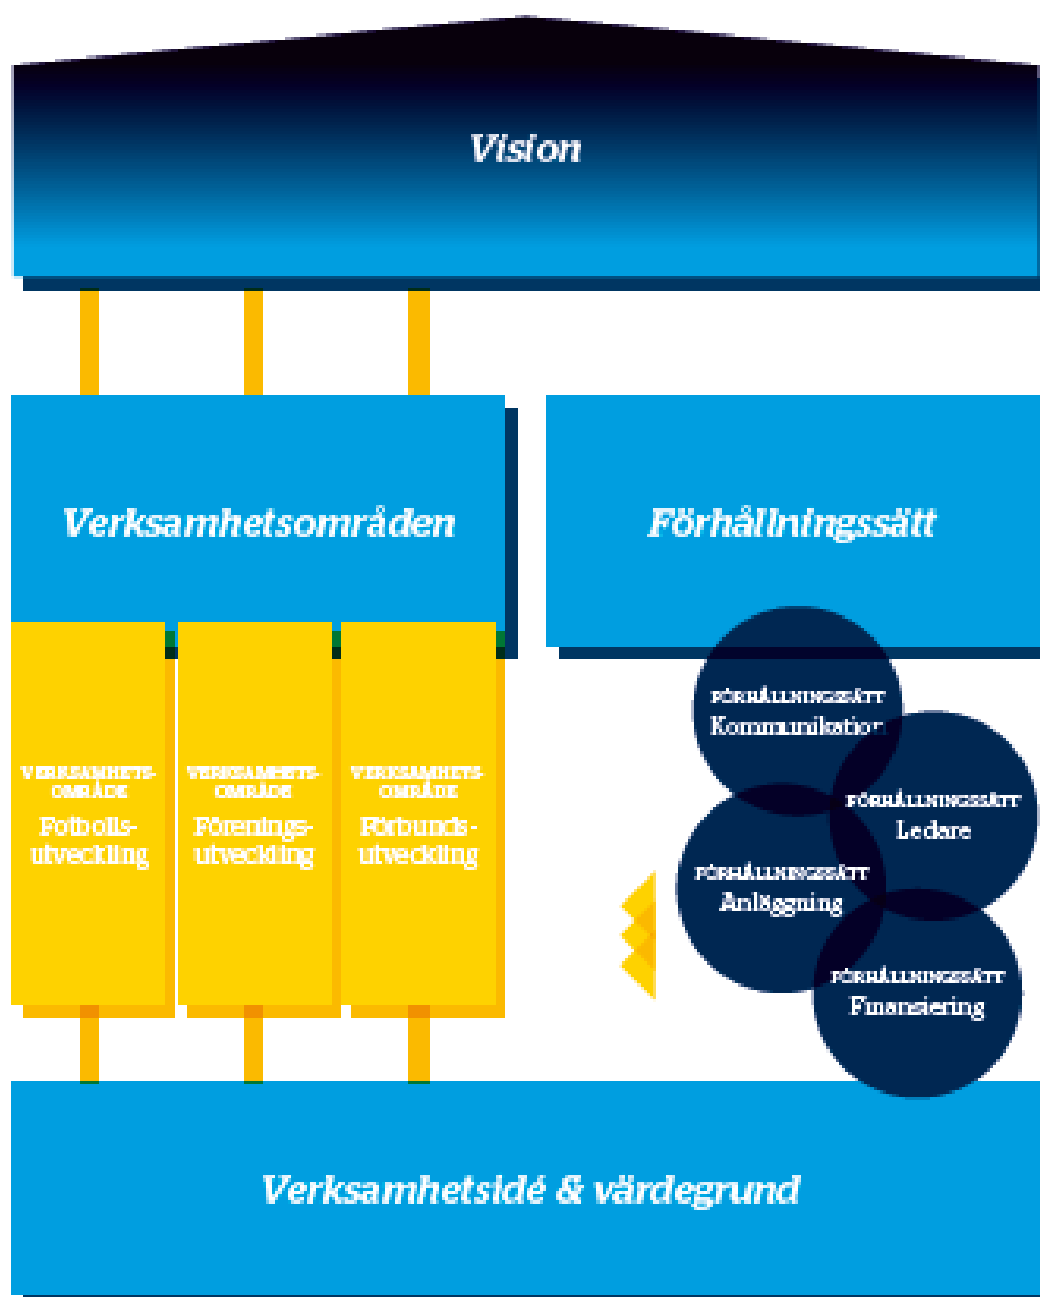 Vision
Verksamhetsområden
Förhållningssätt
VERKSAMHETS-
OMRÅDE
Fotbolls-
utveckling
VERKSAMHETS-
OMRÅDE
Förenings-
utveckling
VERKSAMHETS-
OMRÅDE
Förbunds-
utveckling
FÖRHÅLLNINGSSÄTT
Kommunikation
FÖRHÅLLNINGSSÄTT
Ledare
FÖRHÅLLNINGSSÄTT
Anläggning
FÖRHÅLLNINGSSÄTT
Finansiering
Verksamhetsidé & värdegrund